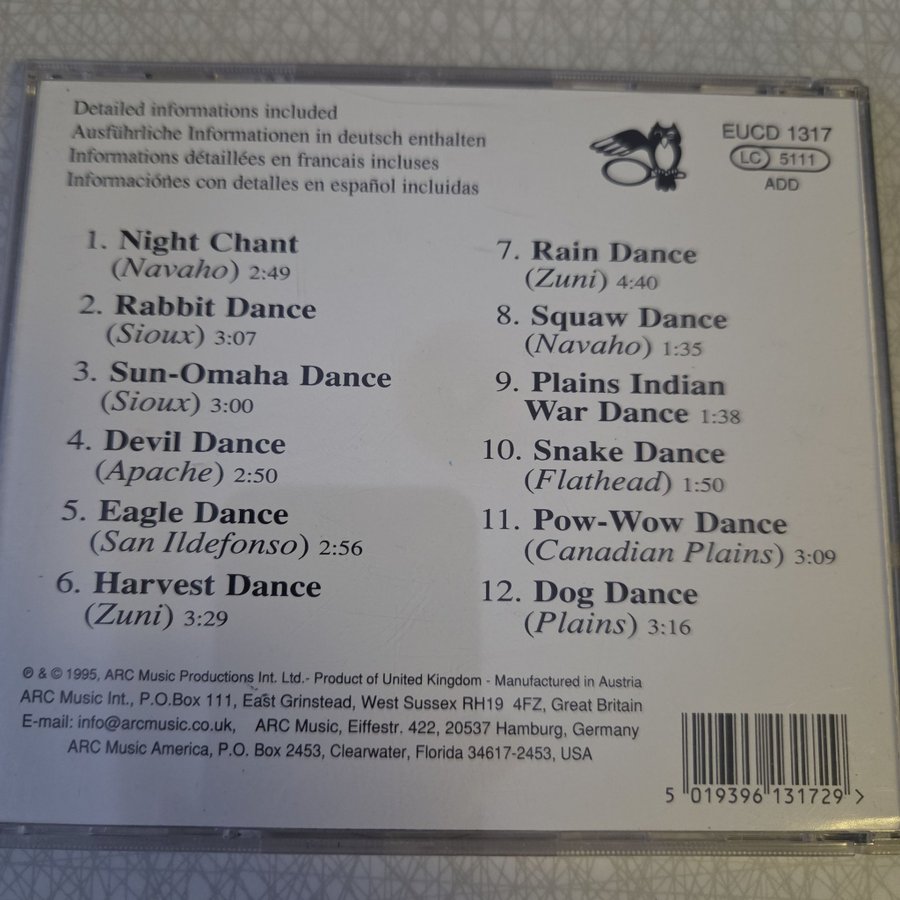 Detailed informations included
Ausführliche Informationen in deutsch enthalten
Informations détaillées en francais incluses
Informaciónes con detalles en español incluidas
EUCD 1317
LC 5111
ADD
1. Night Chant
(Navaho) 2:49
2. Rabbit Dance
(Sioux) 3:07
3. Sun-Omaha Dance
(Sioux) 3:00
4. Devil Dance
(Apache) 2:50
5. Eagle Dance
(San Ildefonso) 2:56
6. Harvest Dance
(Zuni) 3:29
7. Rain Dance
(Zuni) 4:40
8. Squaw Dance
(Navaho) 1:35
9. Plains Indian
War Dance 1:38
10. Snake Dance
(Flathead) 1:50
11. Pow-Wow Dance
(Canadian Plains) 3:09
12. Dog Dance
(Plains) 3:16
℗ & © 1995, ARC Music Productions Int. Ltd.- Product of United Kingdom - Manufactured in Austria
ARC Music Int., P.O.Box 111, East Grinstead, West Sussex RH19 4FZ, Great Britain
E-mail: info@arcmusic.co.uk, ARC Music, Eiffestr. 422, 20537 Hamburg, Germany
ARC Music America, P.O. Box 2453, Clearwater, Florida 34617-2453, USA
5 019396 131729 >